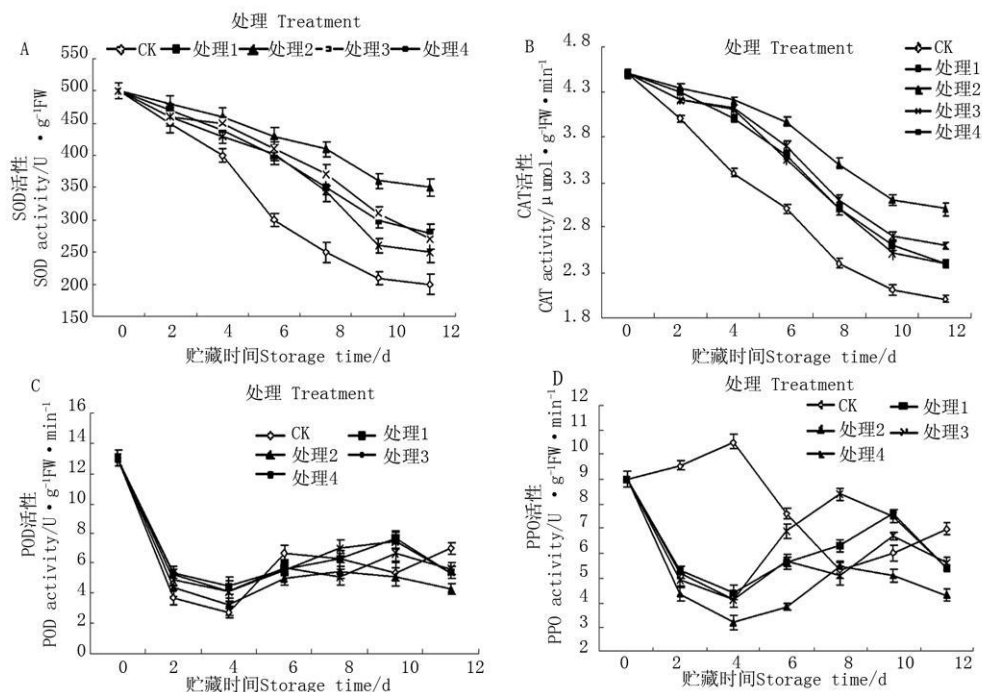 A
处理 Treatment
CK 处理1 处理2 处理3 处理4
SOD活性
SOD activity/U · g⁻¹FW
550
500
450
400
350
300
250
200
150
0 2 4 6 8 10 12
贮藏时间Storage time/d
B
处理 Treatment
CK
处理1
处理2
处理3
处理4
CAT活性
CAT activity/μumol · g⁻¹FW · min⁻¹
4.8
4.3
3.8
3.3
2.8
2.3
1.8
0 2 4 6 8 10 12
贮藏时间Storage time/d
C
处理 Treatment
CK 处理1
处理2 处理3
处理4
POD活性
POD activity/U · g⁻¹FW · min⁻¹
16
14
12
10
8
6
4
2
0
0 2 4 6 8 10 12
贮藏时间Storage time/d
D
处理 Treatment
CK 处理1
处理2 处理3
处理4
PPO活性
PPO activity/U · g⁻¹FW · min⁻¹
12
11
10
9
8
7
6
5
4
3
2
0 2 4 6 8 10 12
贮藏时间Storage time/d